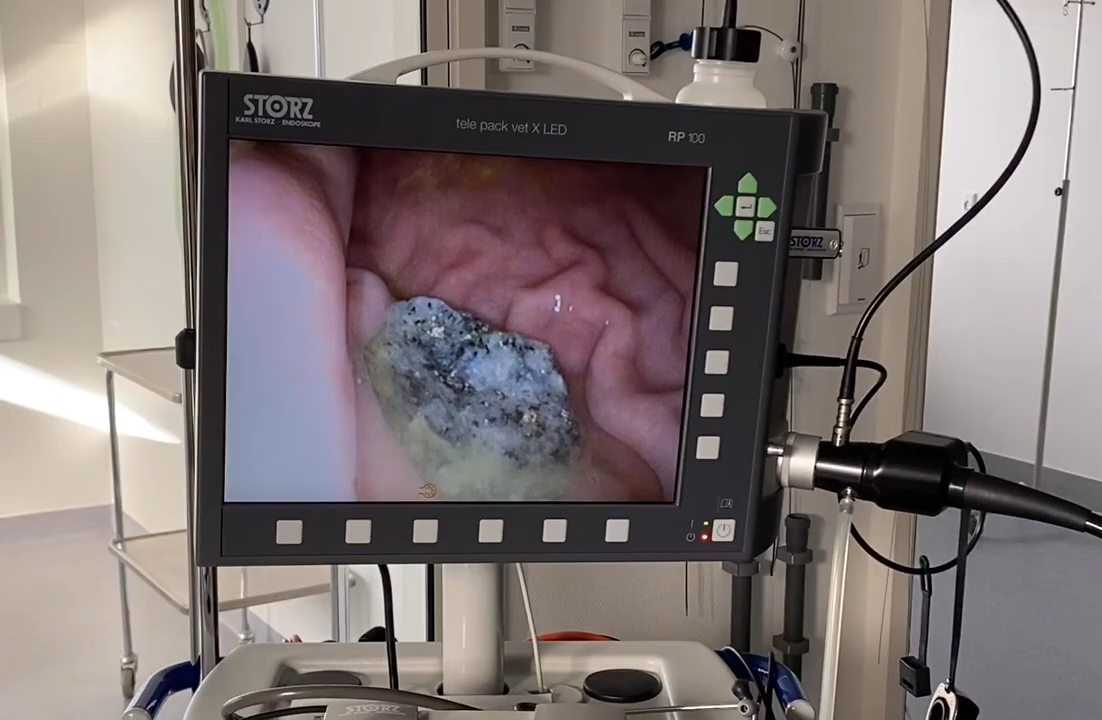 STORZ
KARL STORZ – ENDOSKOPE
tele pack vet X LED
RP 100
Esc
STORZ
STORZ